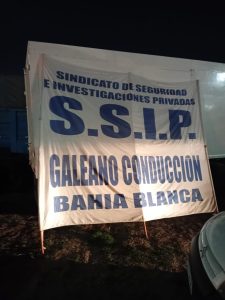 SINDICATO DE SEGURIDAD
E INVESTIGACIONES PRIVADAS
S.S.I.P.
GALEANO CONDUCCION
BAHIA BLANCA